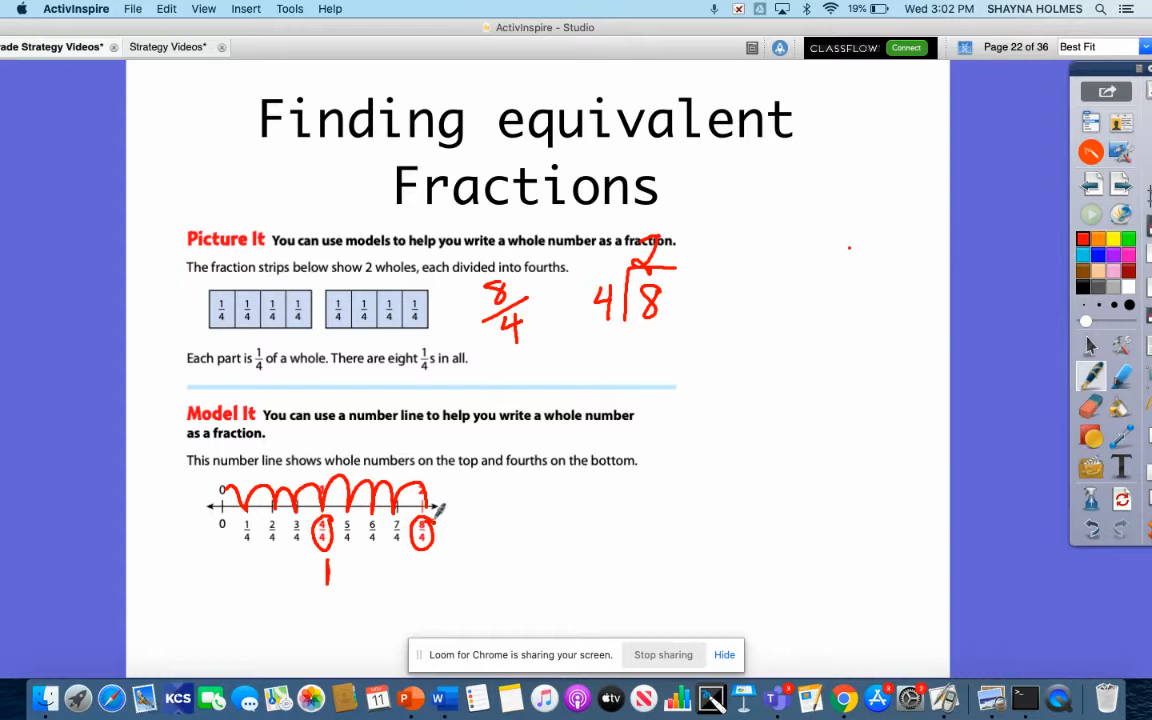 ActivInspire File Edit View Insert Tools Help 19% Wed 3:02 PM SHAYNA HOLMES
ActivInspire - Studio
ade Strategy Videos* Strategy Videos* CLASSFLOW Connect Page 22 of 36 Best Fit
Finding equivalent
Fractions
Picture It You can use models to help you write a whole number as a fraction.
The fraction strips below show 2 wholes, each divided into fourths.
1/4 1/4 1/4 1/4 1/4 1/4 1/4 1/4
8/4
2
4 8
Each part is 1/4 of a whole. There are eight 1/4s in all.
Model It You can use a number line to help you write a whole number
as a fraction.
This number line shows whole numbers on the top and fourths on the bottom.
0
0 1/4 2/4 3/4 4/4 5/4 6/4 7/4 8/4
1
Loom for Chrome is sharing your screen. Stop sharing Hide
KCS NOV 11 tv 3 8 3